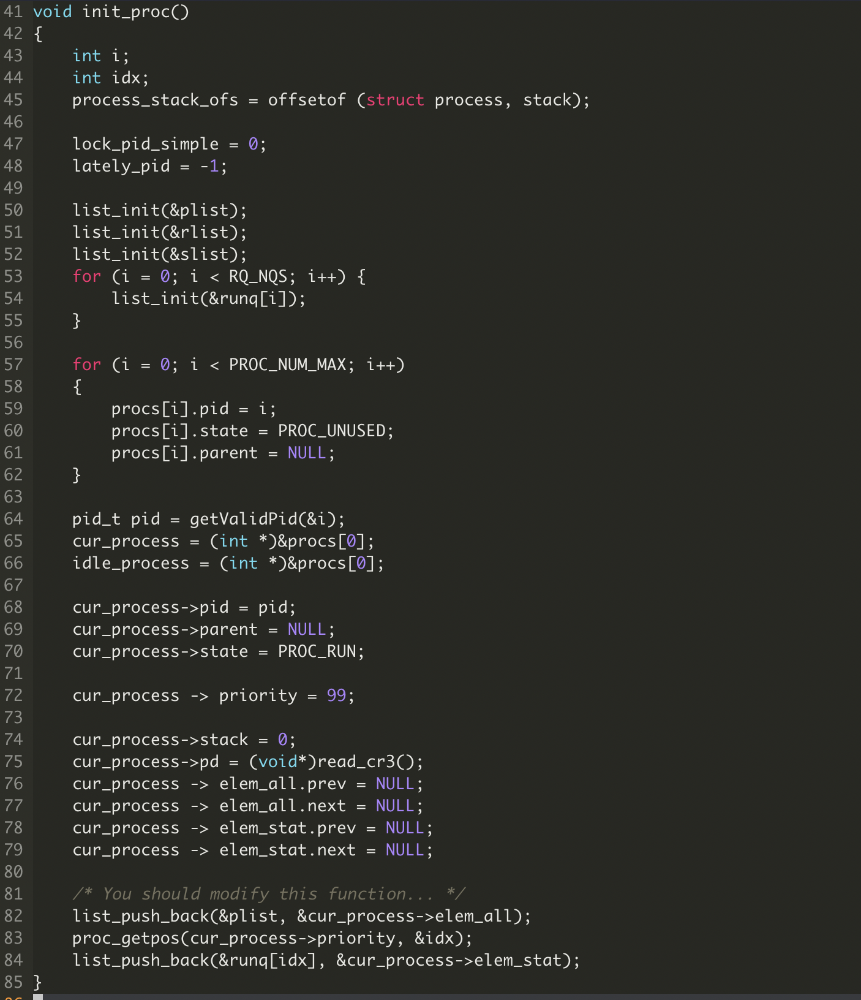 41 void init_proc()
42 {
43     int i;
44     int idx;
45     process_stack_ofs = offsetof (struct process, stack);
46
47     lock_pid_simple = 0;
48     lately_pid = -1;
49
50     list_init(&plist);
51     list_init(&rlist);
52     list_init(&slist);
53     for (i = 0; i < RQ_NQS; i++) {
54         list_init(&runq[i]);
55     }
56
57     for (i = 0; i < PROC_NUM_MAX; i++)
58     {
59         procs[i].pid = i;
60         procs[i].state = PROC_UNUSED;
61         procs[i].parent = NULL;
62     }
63
64     pid_t pid = getValidPid(&i);
65     cur_process = (int *)&procs[0];
66     idle_process = (int *)&procs[0];
67
68     cur_process->pid = pid;
69     cur_process->parent = NULL;
70     cur_process->state = PROC_RUN;
71
72     cur_process -> priority = 99;
73
74     cur_process->stack = 0;
75     cur_process->pd = (void*)read_cr3();
76     cur_process -> elem_all.prev = NULL;
77     cur_process -> elem_all.next = NULL;
78     cur_process -> elem_stat.prev = NULL;
79     cur_process -> elem_stat.next = NULL;
80
81     /* You should modify this function... */
82     list_push_back(&plist, &cur_process->elem_all);
83     proc_getpos(cur_process->priority, &idx);
84     list_push_back(&runq[idx], &cur_process->elem_stat);
85 }